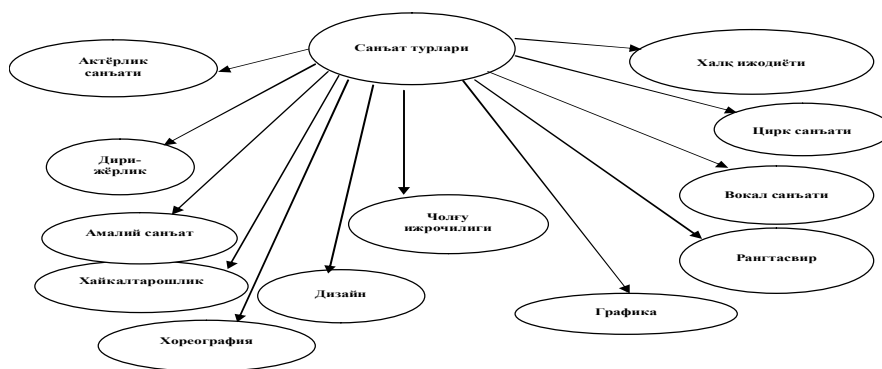 Санъат турлари
Актёрлик
санъати
Халқ ижодиёти
Цирк санъати
Дири-
жёрлик
Вокал санъати
Амалий санъат
Чолғу
ижрочилиги
Рангтасвир
Хайкалтарошлик
Дизайн
Графика
Хореография